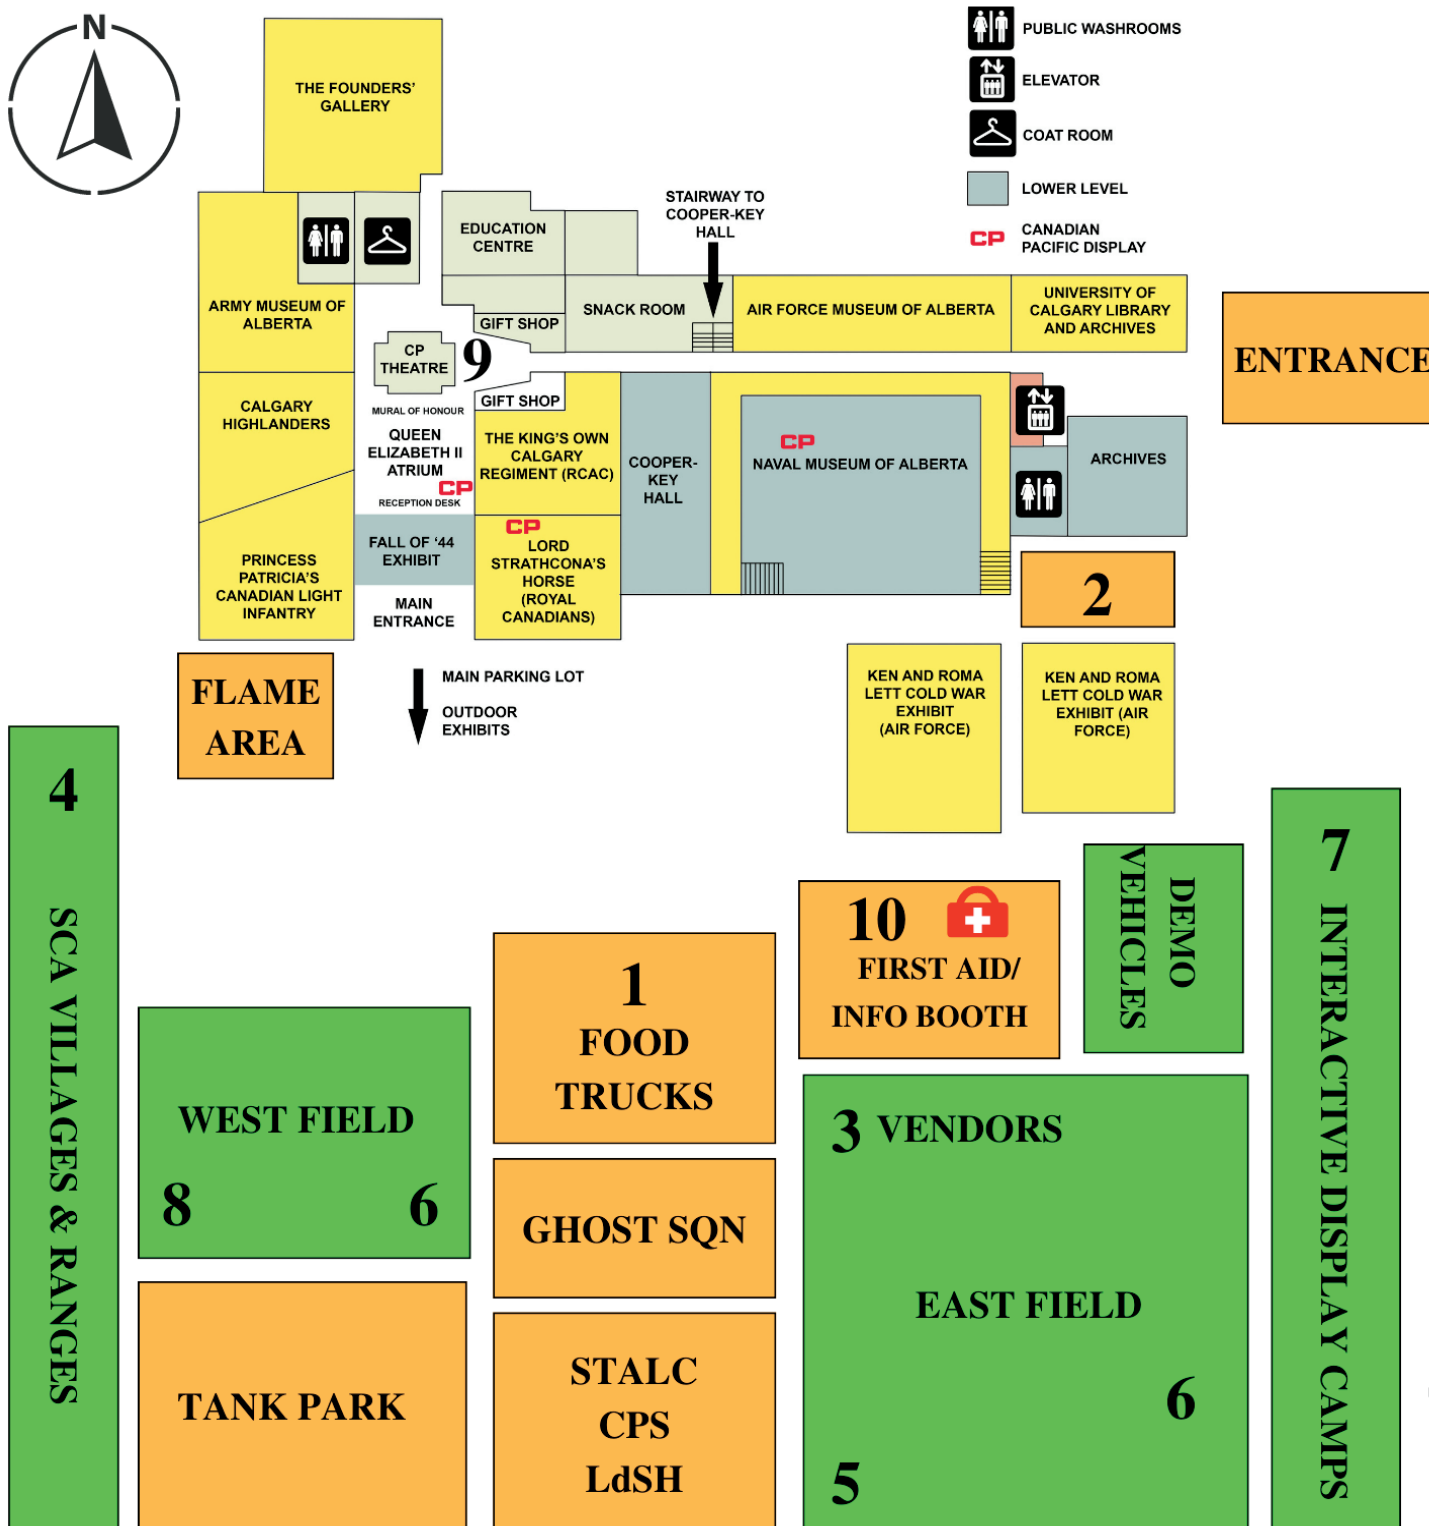 N
THE FOUNDERS’
GALLERY
PUBLIC WASHROOMS
ELEVATOR
COAT ROOM
LOWER LEVEL
CP
CANADIAN
PACIFIC DISPLAY
STAIRWAY TO
COOPER-KEY
HALL
EDUCATION
CENTRE
ARMY MUSEUM OF
ALBERTA
GIFT SHOP
SNACK ROOM
AIR FORCE MUSEUM OF ALBERTA
UNIVERSITY OF
CALGARY LIBRARY
AND ARCHIVES
ENTRANCE
CP
THEATRE
9
MURAL OF HONOUR
GIFT SHOP
CALGARY
HIGHLANDERS
QUEEN
ELIZABETH II
ATRIUM
CP
RECEPTION DESK
THE KING’S OWN
CALGARY
REGIMENT (RCAC)
COOPER-
KEY
HALL
CP
NAVAL MUSEUM OF ALBERTA
ARCHIVES
FALL OF ‘44
EXHIBIT
CP
LORD
STRATHCONA’S
HORSE
(ROYAL
CANADIANS)
PRINCESS
PATRICIA’S
CANADIAN LIGHT
INFANTRY
MAIN
ENTRANCE
2
FLAME
AREA
MAIN PARKING LOT
OUTDOOR
EXHIBITS
KEN AND ROMA
LETT COLD WAR
EXHIBIT
(AIR FORCE)
KEN AND ROMA
LETT COLD WAR
EXHIBIT (AIR
FORCE)
4
SCA VILLAGES & RANGES
7
INTERACTIVE DISPLAY CAMPS
DEMO
VEHICLES
10
FIRST AID/
INFO BOOTH
1
FOOD
TRUCKS
WEST FIELD
8
6
3 VENDORS
GHOST SQN
EAST FIELD
TANK PARK
STALC
CPS
LdSH
6
5